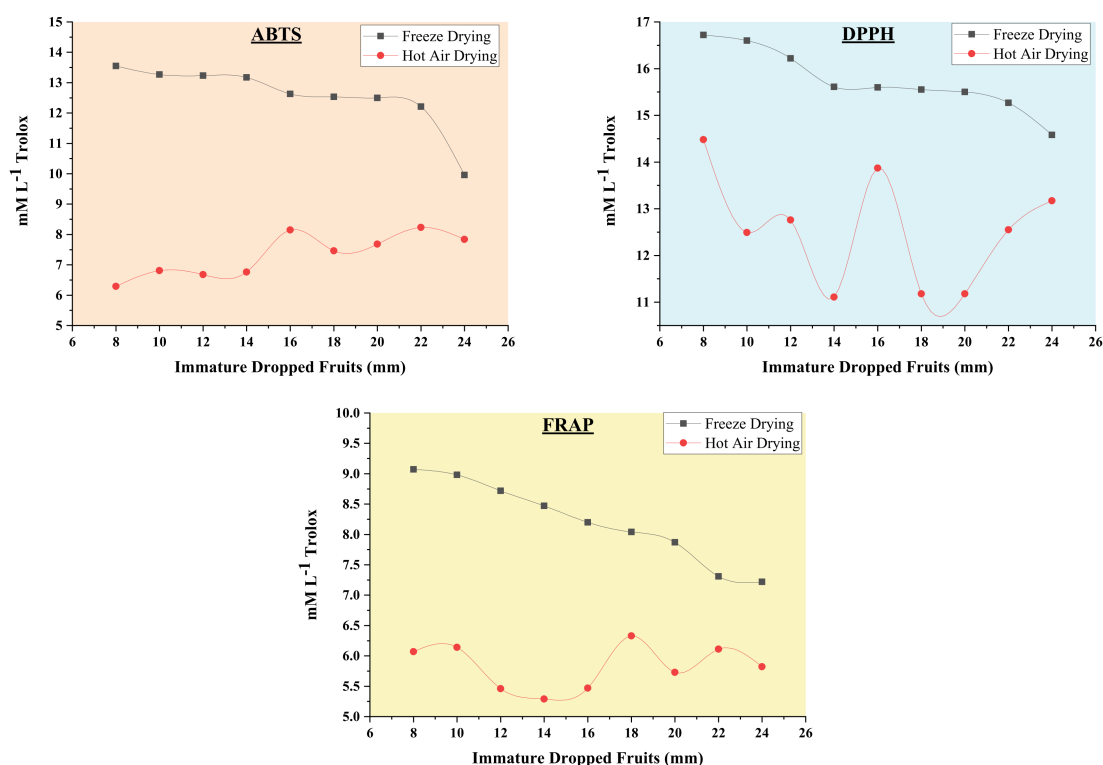 ABTS
Freeze Drying
Hot Air Drying
mM L⁻¹ Trolox
15
14
13
12
11
10
9
8
7
6
5
6 8 10 12 14 16 18 20 22 24 26
Immature Dropped Fruits (mm)
DPPH
Freeze Drying
Hot Air Drying
mM L⁻¹ Trolox
17
16
15
14
13
12
11
6 8 10 12 14 16 18 20 22 24 26
Immature Dropped Fruits (mm)
FRAP
Freeze Drying
Hot Air Drying
mM L⁻¹ Trolox
10.0
9.5
9.0
8.5
8.0
7.5
7.0
6.5
6.0
5.5
5.0
6 8 10 12 14 16 18 20 22 24 26
Immature Dropped Fruits (mm)